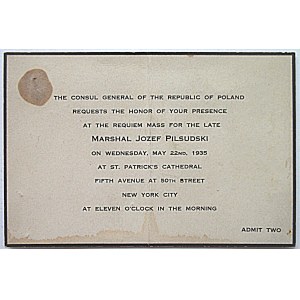 THE CONSUL GENERAL OF THE REPUBLIC OF POLAND
REQUESTS THE HONOR OF YOUR PRESENCE
AT THE REQUIEM MASS FOR THE LATE
MARSHAL JOZEF PILSUDSKI
ON WEDNESDAY, MAY 22ND, 1935
AT ST. PATRICK'S CATHEDRAL
FIFTH AVENUE AT 50TH STREET
NEW YORK CITY
AT ELEVEN O'CLOCK IN THE MORNING
ADMIT TWO